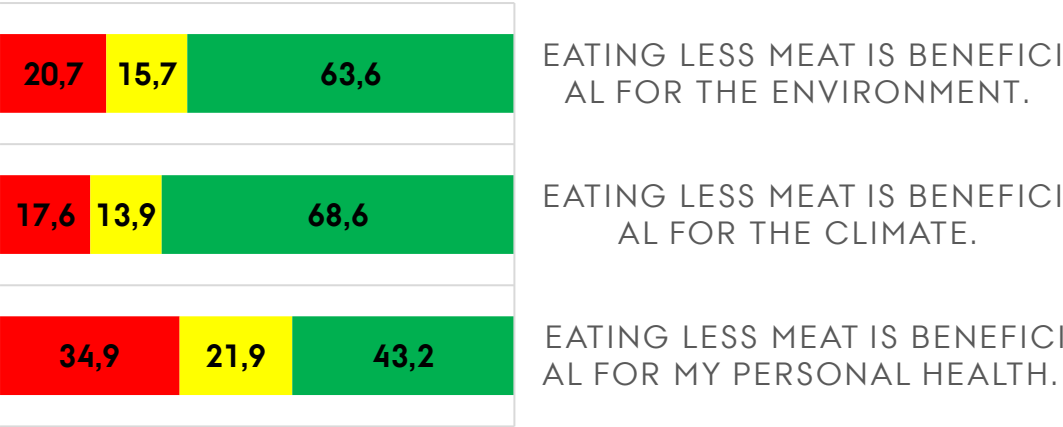 20,7 15,7 63,6
EATING LESS MEAT IS BENEFICI
AL FOR THE ENVIRONMENT.
17,6 13,9 68,6
EATING LESS MEAT IS BENEFICI
AL FOR THE CLIMATE.
34,9 21,9 43,2
EATING LESS MEAT IS BENEFICI
AL FOR MY PERSONAL HEALTH.